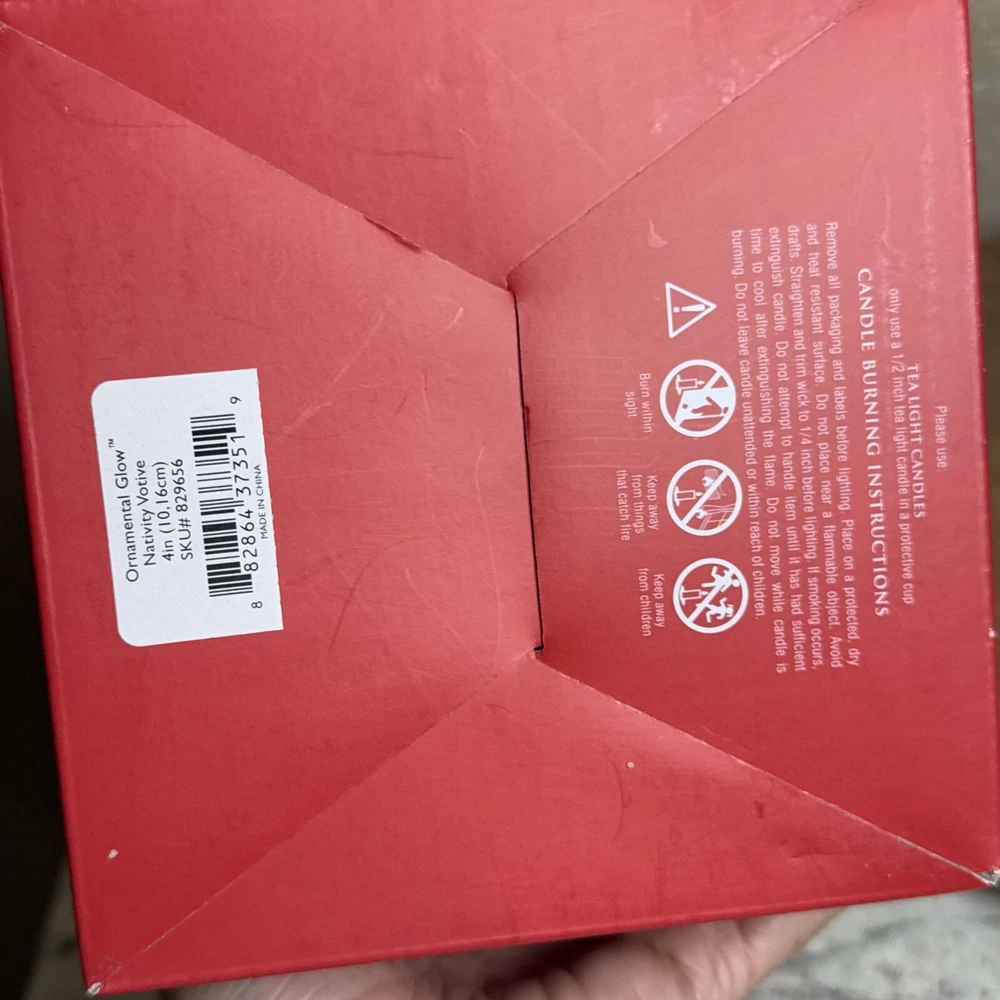 Please use:
TEA LIGHT CANDLES
only use a 1/2 inch tea light candle in a protective cup
CANDLE BURNING INSTRUCTIONS
Remove all packaging and labels before lighting. Place on a protected, dry
and heat resistant surface. Do not place near a flammable object. Avoid
drafts. Straighten and trim wick to 1/4 inch before lighting. If smoking occurs,
extinguish candle. Do not attempt to handle item until it has had sufficient
time to cool after extinguishing the flame. Do not move while candle is
burning. Do not leave candle unattended or within reach of children.
Burn within
sight
Keep away
from things
that catch fire
Keep away
from children
Ornamental Glow™
Nativity Votive
4in (10.16cm)
SKU# 829656
8 82864 37351 9
MADE IN CHINA